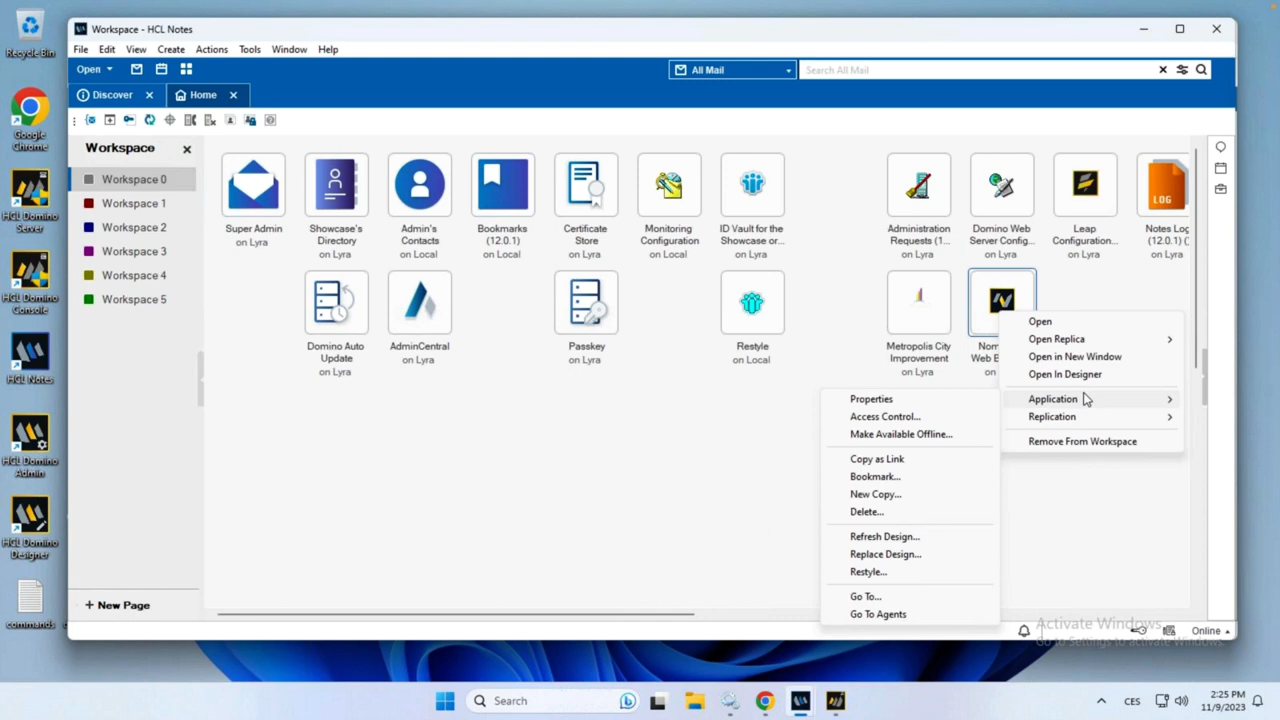 Recycle Bin
Google
Chrome
HCL Domino
Server
HCL Domino
Console
HCL Notes
HCL Domino
Admin
HCL Domino
Designer
commands
Workspace - HCL Notes
File Edit View Create Actions Tools Window Help
Open
All Mail
Search All Mail
Discover
Home
Workspace
Workspace 0
Workspace 1
Workspace 2
Workspace 3
Workspace 4
Workspace 5
+ New Page
Super Admin
on Lyra
Showcase's
Directory
on Lyra
Admin's
Contacts
on Local
Bookmarks
(12.0.1)
on Local
Certificate
Store
on Lyra
Monitoring
Configuration
on Local
ID Vault for the
Showcase or...
on Lyra
Administration
Requests (1...
on Lyra
Domino Web
Server Config...
on Lyra
Leap
Configuration...
on Lyra
LOG
Notes Log
(12.0.1) (
on Lyra
Domino Auto
Update
on Lyra
AdminCentral
on Lyra
Passkey
on Lyra
Restyle
on Local
Metropolis City
Improvement
on Lyra
Web
on
Open
Open Replica
Open in New Window
Open In Designer
Application
Replication
Remove From Workspace
Properties
Access Control...
Make Available Offline...
Copy as Link
Bookmark...
New Copy...
Delete...
Refresh Design...
Replace Design...
Restyle...
Go To...
Go To Agents
Activate Windows
Go to Settings to activate Windows.
Online
Search
CES
2:25 PM
11/9/2023